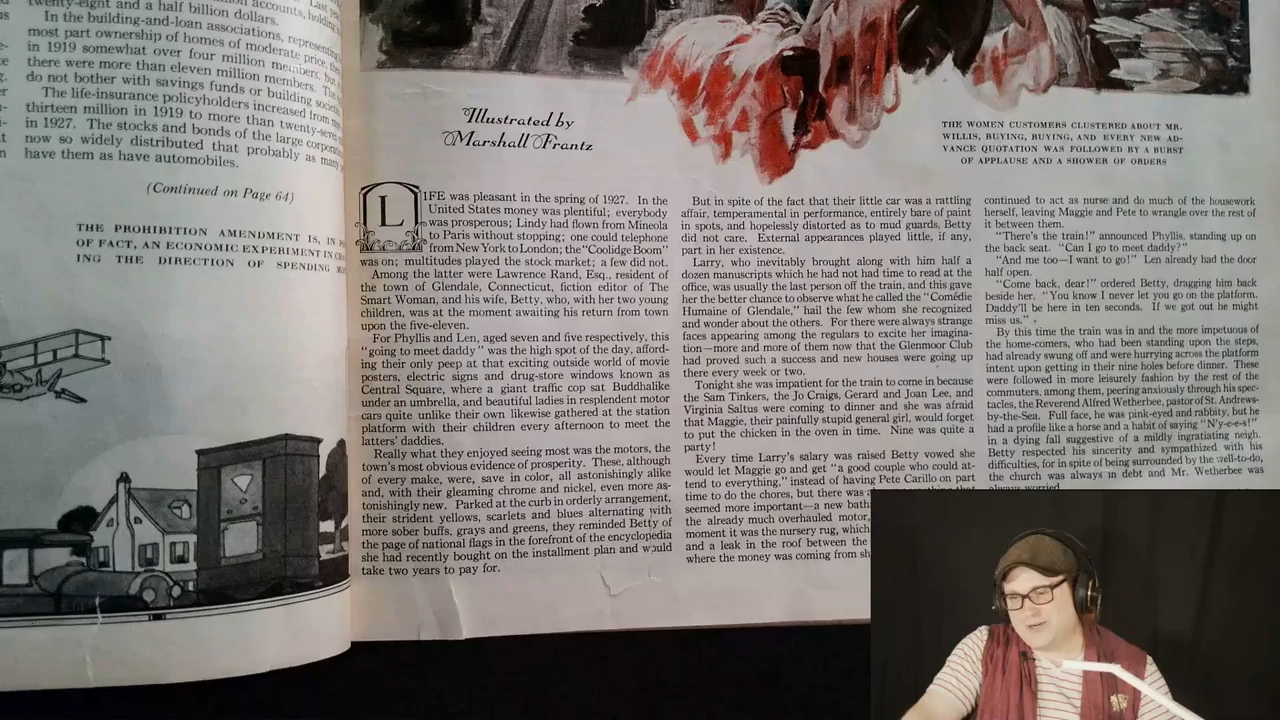 twenty-eight and a half billion dollars.
In the building-and-loan associations, representing
most part ownership of homes of moderate price,
in 1919 somewhat over four million members, but
there were more than eleven million members. The
do not bother with savings funds or building
The life-insurance policyholders increased from
thirteen million in 1919 to more than
in 1927. The stocks and bonds of the large
now so widely distributed that probably as many
have them as have automobiles.
(Continued on Page 64)
THE PROHIBITION AMENDMENT IS, IN
OF FACT, AN ECONOMIC EXPERIMENT IN
ING THE DIRECTION OF SPENDING
Illustrated by
Marshall Frantz
THE WOMEN CUSTOMERS CLUSTERED ABOUT MR.
WILLIS, BUYING, BUYING, AND EVERY NEW AD-
VANCE QUOTATION WAS FOLLOWED BY A BURST
OF APPLAUSE AND A SHOWER OF ORDERS
LIFE was pleasant in the spring of 1927. In the
United States money was plentiful; everybody
was prosperous; Lindy had flown from Mineola
to Paris without stopping; one could telephone
from New York to London; the "Coolidge Boom"
was on; multitudes played the stock market; a few did not.
Among the latter were Lawrence Rand, Esq., resident of
the town of Glendale, Connecticut, fiction editor of The
Smart Woman, and his wife, Betty, who, with her two young
children, was at the moment awaiting his return from town
upon the five-eleven.
For Phyllis and Len, aged seven and five respectively, this
"going to meet daddy" was the high spot of the day, afford-
ing their only peep at that exciting outside world of movie
posters, electric signs and drug-store windows known as
Central Square, where a giant traffic cop sat Buddhalike
under an umbrella, and beautiful ladies in resplendent motor
cars quite unlike their own likewise gathered at the station
platform with their children every afternoon to meet the
latters' daddies.
Really what they enjoyed seeing most was the motors, the
town's most obvious evidence of prosperity. These, although
of every make, were, save in color, all astonishingly alike
and, with their gleaming chrome and nickel, even more as-
tonishingly new. Parked at the curb in orderly arrangement,
their strident yellows, scarlets and blues alternating with
more sober buffs, grays and greens, they reminded Betty of
the page of national flags in the forefront of the encyclopedia
she had recently bought on the installment plan and would
take two years to pay for.
But in spite of the fact that their little car was a rattling
affair, temperamental in performance, entirely bare of paint
in spots, and hopelessly distorted as to mud guards, Betty
did not care. External appearances played little, if any,
part in her existence.
Larry, who inevitably brought along with him half a
dozen manuscripts which he had not had time to read at the
office, was usually the last person off the train, and this gave
her the better chance to observe what he called the "Comédie
Humaine of Glendale," hail the few whom she recognized
and wonder about the others. For there were always strange
faces appearing among the regulars to excite her imagina-
tion—more and more of them now that the Glenmoor Club
had proved such a success and new houses were going up
there every week or two.
Tonight she was impatient for the train to come in because
the Sam Tinkers, the Jo Craigs, Gerard and Joan Lee, and
Virginia Saltus were coming to dinner and she was afraid
that Maggie, their painfully stupid general girl, would forget
to put the chicken in the oven in time. Nine was quite a
party!
Every time Larry's salary was raised Betty vowed she
would let Maggie go and get "a good couple who could at-
tend to everything," instead of having Pete Carillo on part
time to do the chores, but there was
seemed more important—a new
the already much overhauled motor,
moment it was the nursery rug, which
and a leak in the roof between the
where the money was coming from
continued to act as nurse and do much of the housework
herself, leaving Maggie and Pete to wrangle over the rest of
it between them.
"There's the train!" announced Phyllis, standing up on
the back seat. "Can I go to meet daddy?"
"And me too—I want to go!" Len already had the door
half open.
"Come back, dear!" ordered Betty, dragging him back
beside her. "You know I never let you go on the platform.
Daddy'll be here in ten seconds. If we got out he might
miss us."
By this time the train was in and the more impetuous of
the home-comers, who had been standing upon the steps,
had already swung off and were hurrying across the platform
intent upon getting in their nine holes before dinner. These
were followed in more leisurely fashion by the rest of the
commuters, among them, peering anxiously through his spec-
tacles, the Reverend Alfred Wetherbee, pastor of St. Andrews-
by-the-Sea. Full face, he was pink-eyed and rabbity, but he
had a profile like a horse and a habit of saying "N'y-e-e-s!"
in a dying fall suggestive of a mildly ingratiating neigh.
Betty respected his sincerity and sympathized with his
difficulties, for in spite of being surrounded by the well-to-do,
the church was always in debt and Mr. Wetherbee was
always worried.